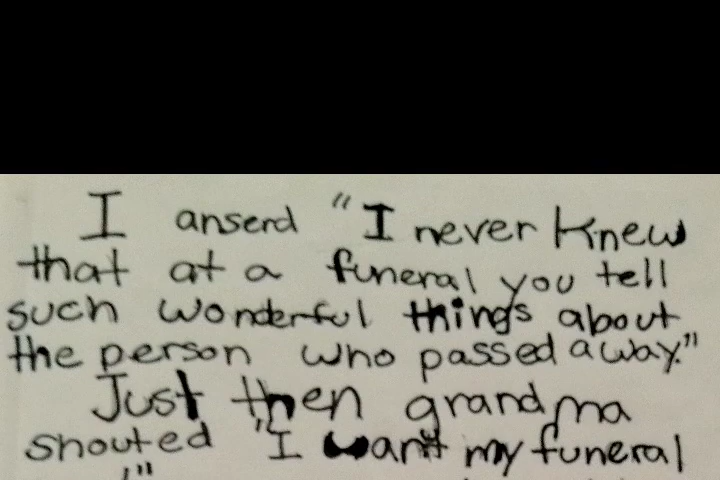 I anserd "I never knew
that at a funeral you tell
such wonderful things about
the person who passed away."
Just then grandma
shouted "I want my funeral
!"